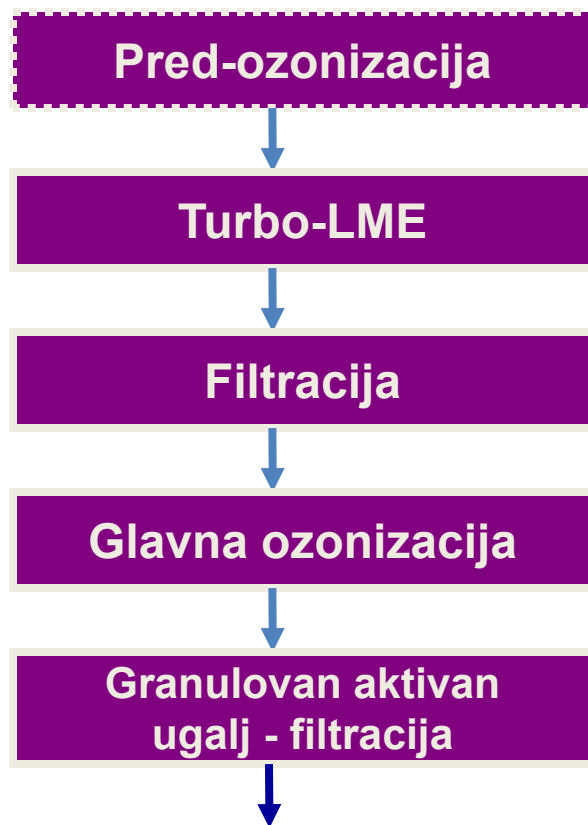 Pred-ozonizacija
Turbo-LME
Filtracija
Glavna ozonizacija
Granulovan aktivan
ugalj - filtracija